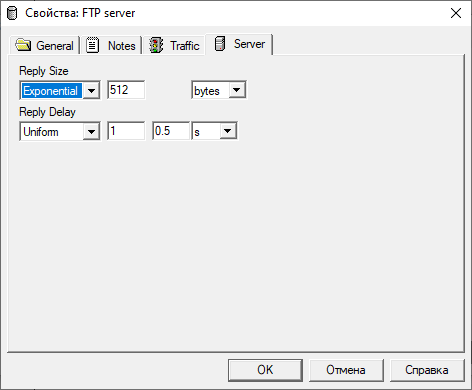 Свойства: FTP server
General Notes Traffic Server
Reply Size
Exponential 512 bytes
Reply Delay
Uniform 1 0.5 s
OK Отмена Справка